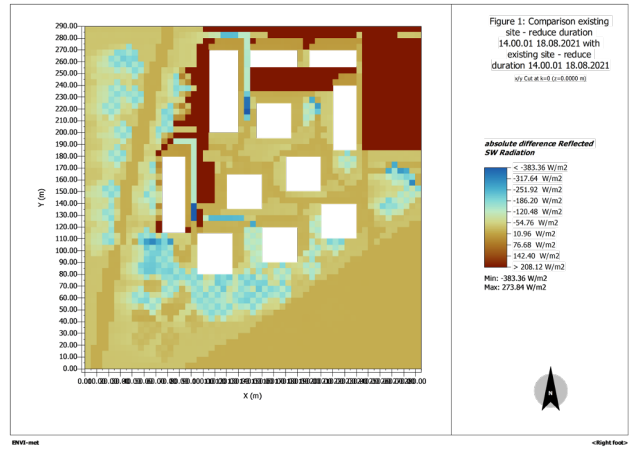 Figure 1: Comparison existing
site - reduce duration
14.00.01 18.08.2021 with
existing site - reduce
duration 14.00.01 18.08.2021
x/y Cut at k=0 (z=0.0000 m)
absolute difference Reflected
SW Radiation
< -383.36 W/m2
-317.64 W/m2
-251.92 W/m2
-186.20 W/m2
-120.48 W/m2
-54.76 W/m2
10.96 W/m2
76.68 W/m2
142.40 W/m2
> 208.12 W/m2
Min: -383.36 W/m2
Max: 273.84 W/m2
N
290.00
280.00
270.00
260.00
250.00
240.00
230.00
220.00
210.00
200.00
190.00
180.00
170.00
160.00
150.00
140.00
130.00
120.00
110.00
100.00
90.00
80.00
70.00
60.00
50.00
40.00
30.00
20.00
10.00
0.00
Y (m)
X (m)
ENVI-met
<Right foot>